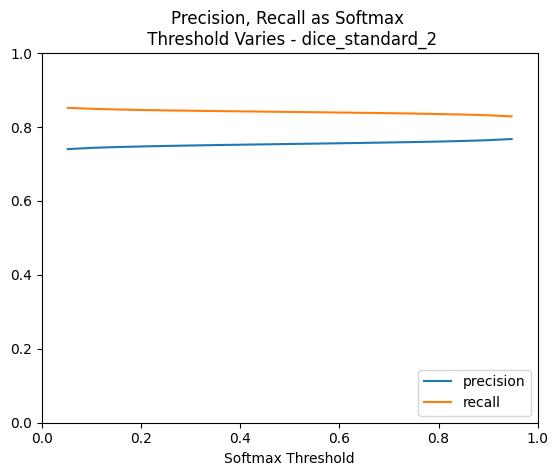 Precision, Recall as Softmax
Threshold Varies - dice_standard_2
1.0
0.8
0.6
0.4
0.2
0.0
0.0 0.2 0.4 0.6 0.8 1.0
Softmax Threshold
precision
recall